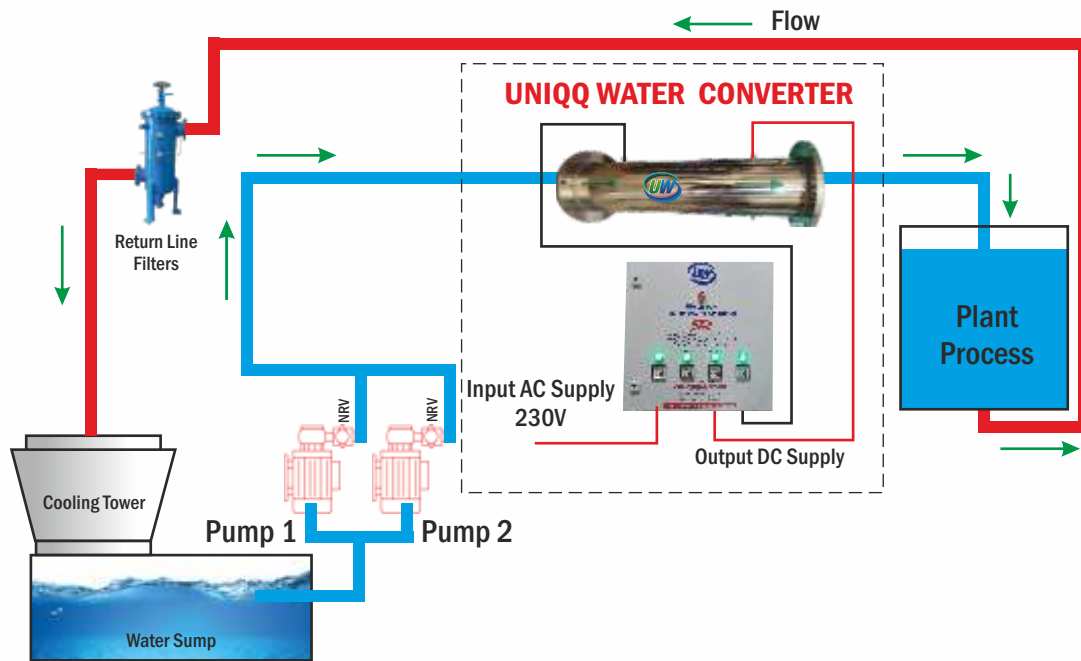 Flow
UNIQQ WATER CONVERTER
UW
Return Line
Filters
Plant
Process
NRV
NRV
Input AC Supply
230V
Output DC Supply
Cooling Tower
Pump 1
Pump 2
Water Sump